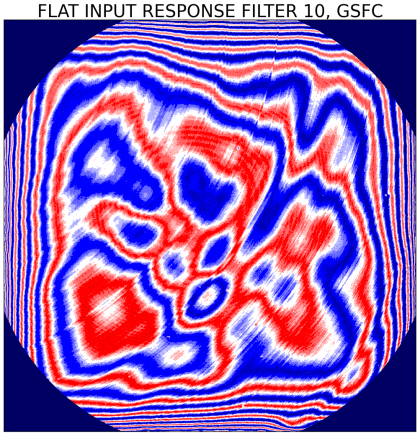 FLAT INPUT RESPONSE FILTER 10, GSFC